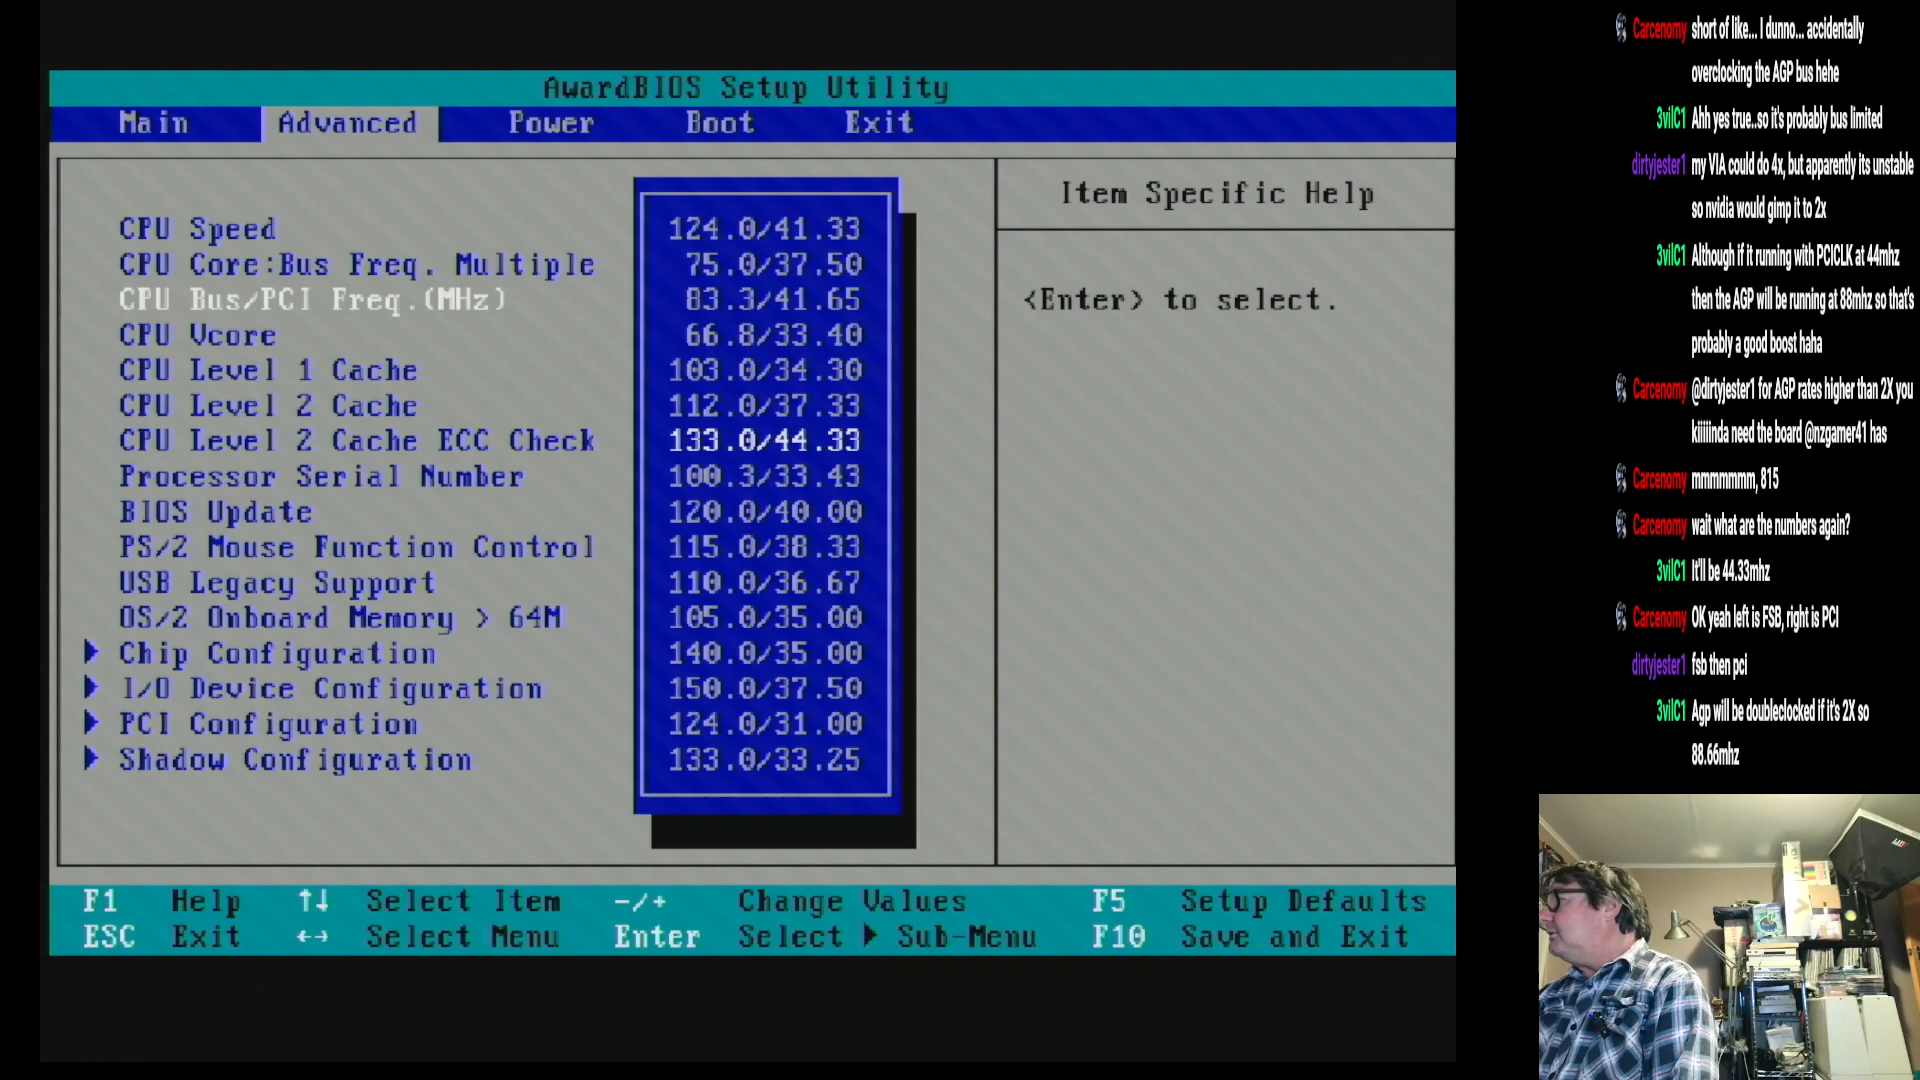 AwardBIOS Setup Utility
Main Advanced Power Boot Exit
Item Specific Help
<Enter> to select.
CPU Speed
CPU Core:Bus Freq. Multiple
CPU Bus/PCI Freq.(MHz)
CPU Vcore
CPU Level 1 Cache
CPU Level 2 Cache
CPU Level 2 Cache ECC Check
Processor Serial Number
BIOS Update
PS/2 Mouse Function Control
USB Legacy Support
OS/2 Onboard Memory > 64M
Chip Configuration
I/O Device Configuration
PCI Configuration
Shadow Configuration
124.0/41.33
75.0/37.50
83.3/41.65
66.8/33.40
103.0/34.30
112.0/37.33
133.0/44.33
100.3/33.43
120.0/40.00
115.0/38.33
110.0/36.67
105.0/35.00
140.0/35.00
150.0/37.50
124.0/31.00
133.0/33.25
F1 Help ↑↓ Select Item -/+ Change Values F5 Setup Defaults
ESC Exit ←→ Select Menu Enter Select ▶ Sub-Menu F10 Save and Exit
Carcenomy short of like... I dunno... accidentally
overclocking the AGP bus hehe
3vilC1 Ahh yes true..so it's probably bus limited
dirtyjester1 my VIA could do 4x, but apparently its unstable
so nvidia would gimp it to 2x
3vilC1 Although if it running with PCICLK at 44mhz
then the AGP will be running at 88mhz so that's
probably a good boost haha
Carcenomy @dirtyjester1 for AGP rates higher than 2X you
kiiiiinda need the board @nzgamer41 has
Carcenomy mmmmmmm, 815
Carcenomy wait what are the numbers again?
3vilC1 It'll be 44.33mhz
Carcenomy OK yeah left is FSB, right is PCI
dirtyjester1 fsb then pci
3vilC1 Agp will be doubleclocked if it's 2X so
88.66mhz